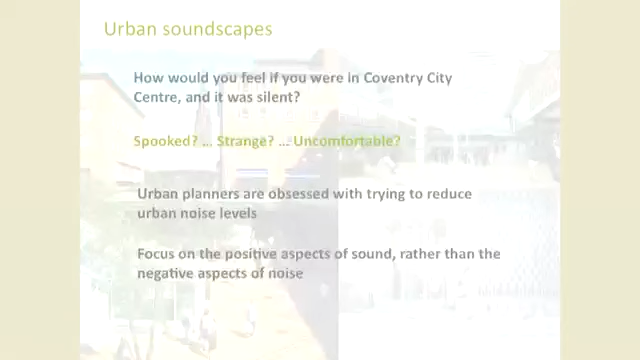 Urban soundscapes
How would you feel if you were in Coventry City
Centre, and it was silent?
Spooked? ... Strange? ... Uncomfortable?
Urban planners are obsessed with trying to reduce
urban noise levels
Focus on the positive aspects of sound, rather than the
negative aspects of noise